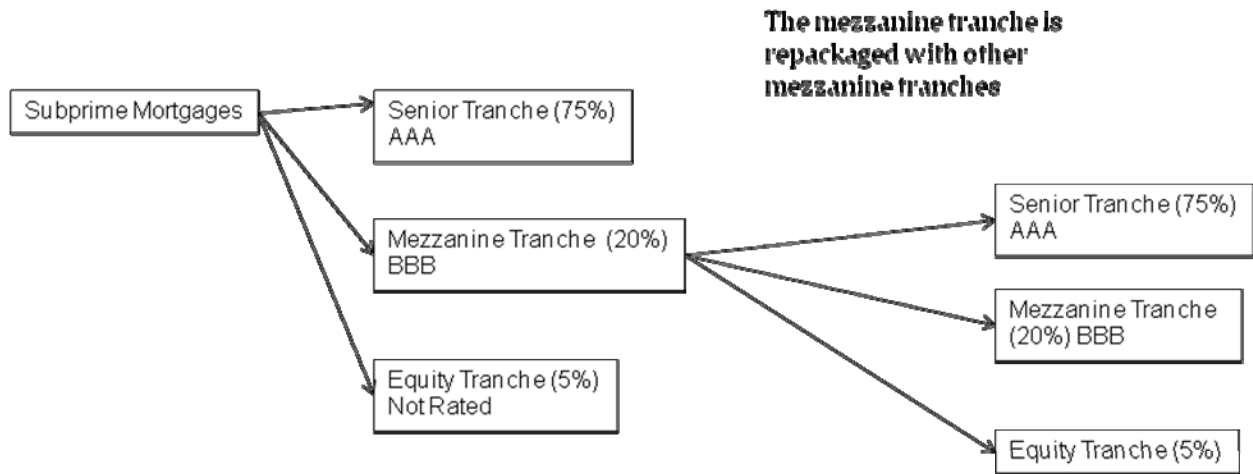 The mezzanine tranche is
repackaged with other
mezzanine tranches
Subprime Mortgages
Senior Tranche (75%)
AAA
Mezzanine Tranche (20%)
BBB
Equity Tranche (5%)
Not Rated
Senior Tranche (75%)
AAA
Mezzanine Tranche
(20%) BBB
Equity Tranche (5%)